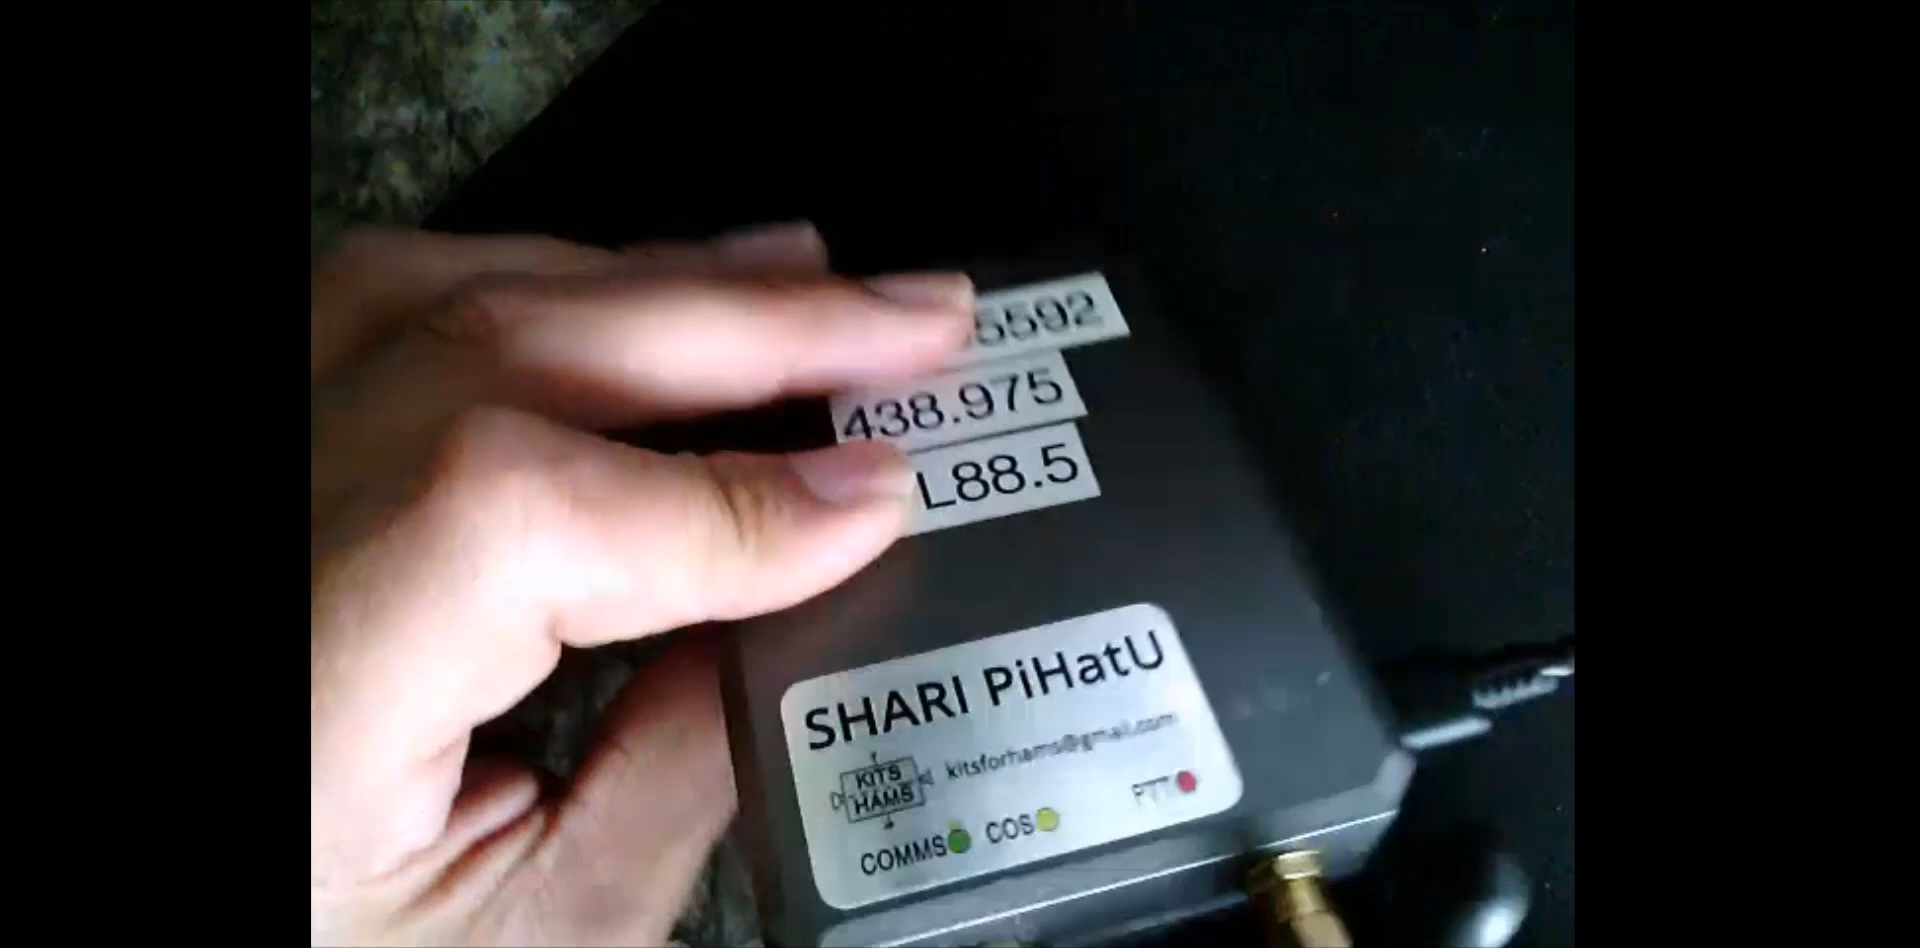 5592
438.975
L88.5
SHARI PiHatU
KITS
HAMS
kitsforhams@gmail.com
COMMS COS PTT